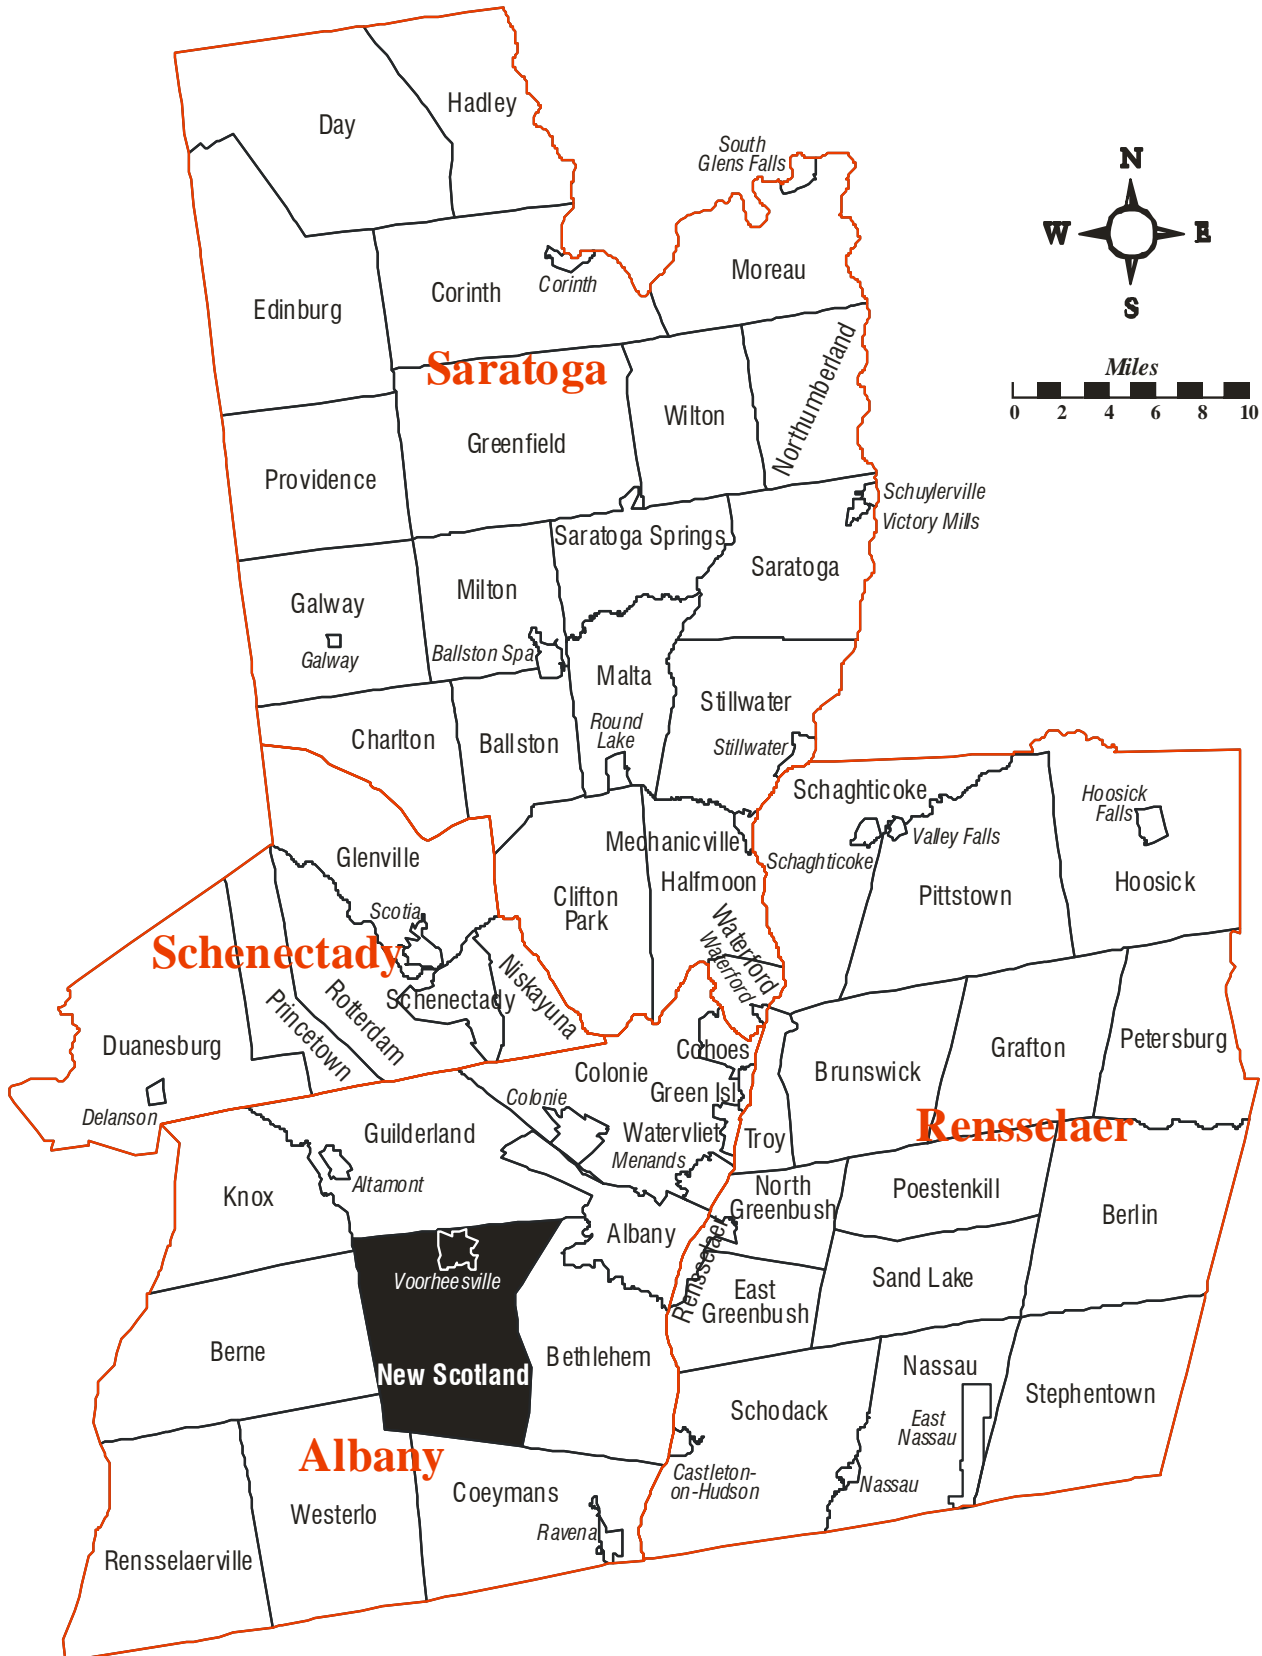 Hadley
Day
South
Glens Falls
N
W
E
S
Moreau
Corinth
Corinth
Edinburg
Miles
0 2 4 6 8 10
Saratoga
Northumberland
Wilton
Greenfield
Providence
Schuylerville
Victory Mills
Saratoga Springs
Saratoga
Milton
Galway
Galway
Ballston Spa
Malta
Stillwater
Round
Lake
Stillwater
Charlton
Ballston
Schaghticoke
Hoosick
Falls
Mechanicville
Valley Falls
Schaghticoke
Glenville
Halfmoon
Hoosick
Clifton
Park
Pittstown
Scotia
Waterford
Waterford
Schenectady
Niskayuna
Schenectady
Rotterdam
Princetown
Duanesburg
Cohoes
Grafton
Petersburg
Colonie
Brunswick
Green Isl
Colonie
Delanson
Guilderland
Watervliet
Troy
Rensselaer
Menands
Altamont
Knox
North
Greenbush
Poestenkill
Berlin
Albany
Rensselaer
Voorheesville
Sand Lake
East
Greenbush
Berne
Bethlehem
New Scotland
Nassau
Stephentown
Schodack
East
Nassau
Albany
Castleton-
on-Hudson
Nassau
Coeymans
Westerlo
Ravena
Rensselaerville